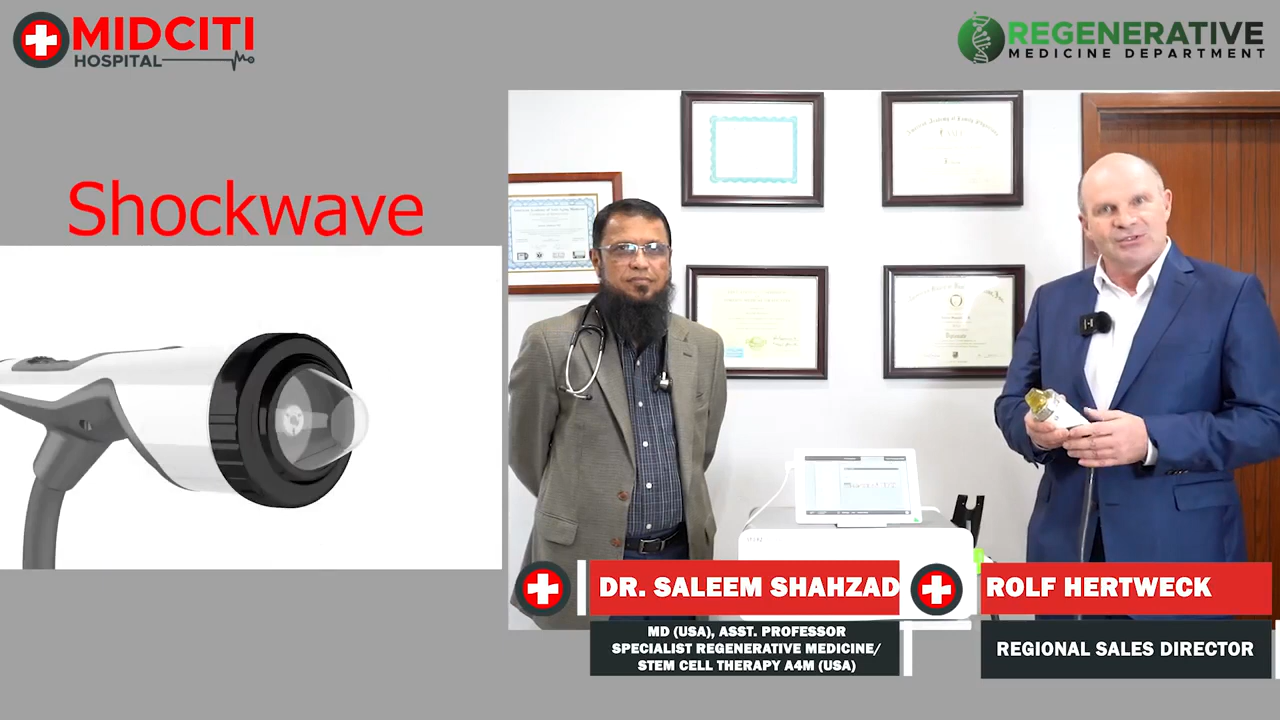 MIDCITI
HOSPITAL
REGENERATIVE
MEDICINE DEPARTMENT
Shockwave
DR. SALEEM SHAHZAD
MD (USA), ASST. PROFESSOR
SPECIALIST REGENERATIVE MEDICINE/
STEM CELL THERAPY A4M (USA)
ROLF HERTWECK
REGIONAL SALES DIRECTOR